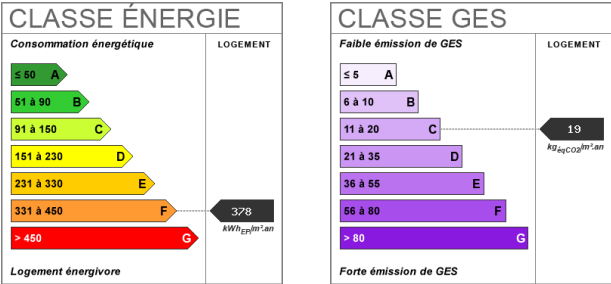 CLASSE ÉNERGIE
Consommation énergétique
LOGEMENT
≤ 50 A
51 à 90 B
91 à 150 C
151 à 230 D
231 à 330 E
331 à 450 F
378
kWhEP/m².an
> 450 G
Logement énergivore
CLASSE GES
Faible émission de GES
LOGEMENT
≤ 5 A
6 à 10 B
11 à 20 C
19
kgéqCO2/m².an
21 à 35 D
36 à 55 E
56 à 80 F
> 80 G
Forte émission de GES